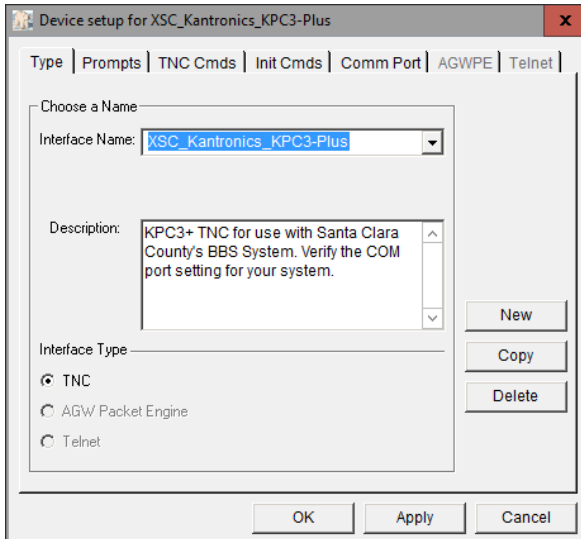 Device setup for XSC_Kantronics_KPC3-Plus
x
Type Prompts TNC Cmds Init Cmds Comm Port AGWPE Telnet
Choose a Name
Interface Name: XSC_Kantronics_KPC3-Plus
Description: KPC3+ TNC for use with Santa Clara
County's BBS System. Verify the COM
port setting for your system.
New
Interface Type
Copy
TNC
Delete
AGW Packet Engine
Telnet
OK Apply Cancel